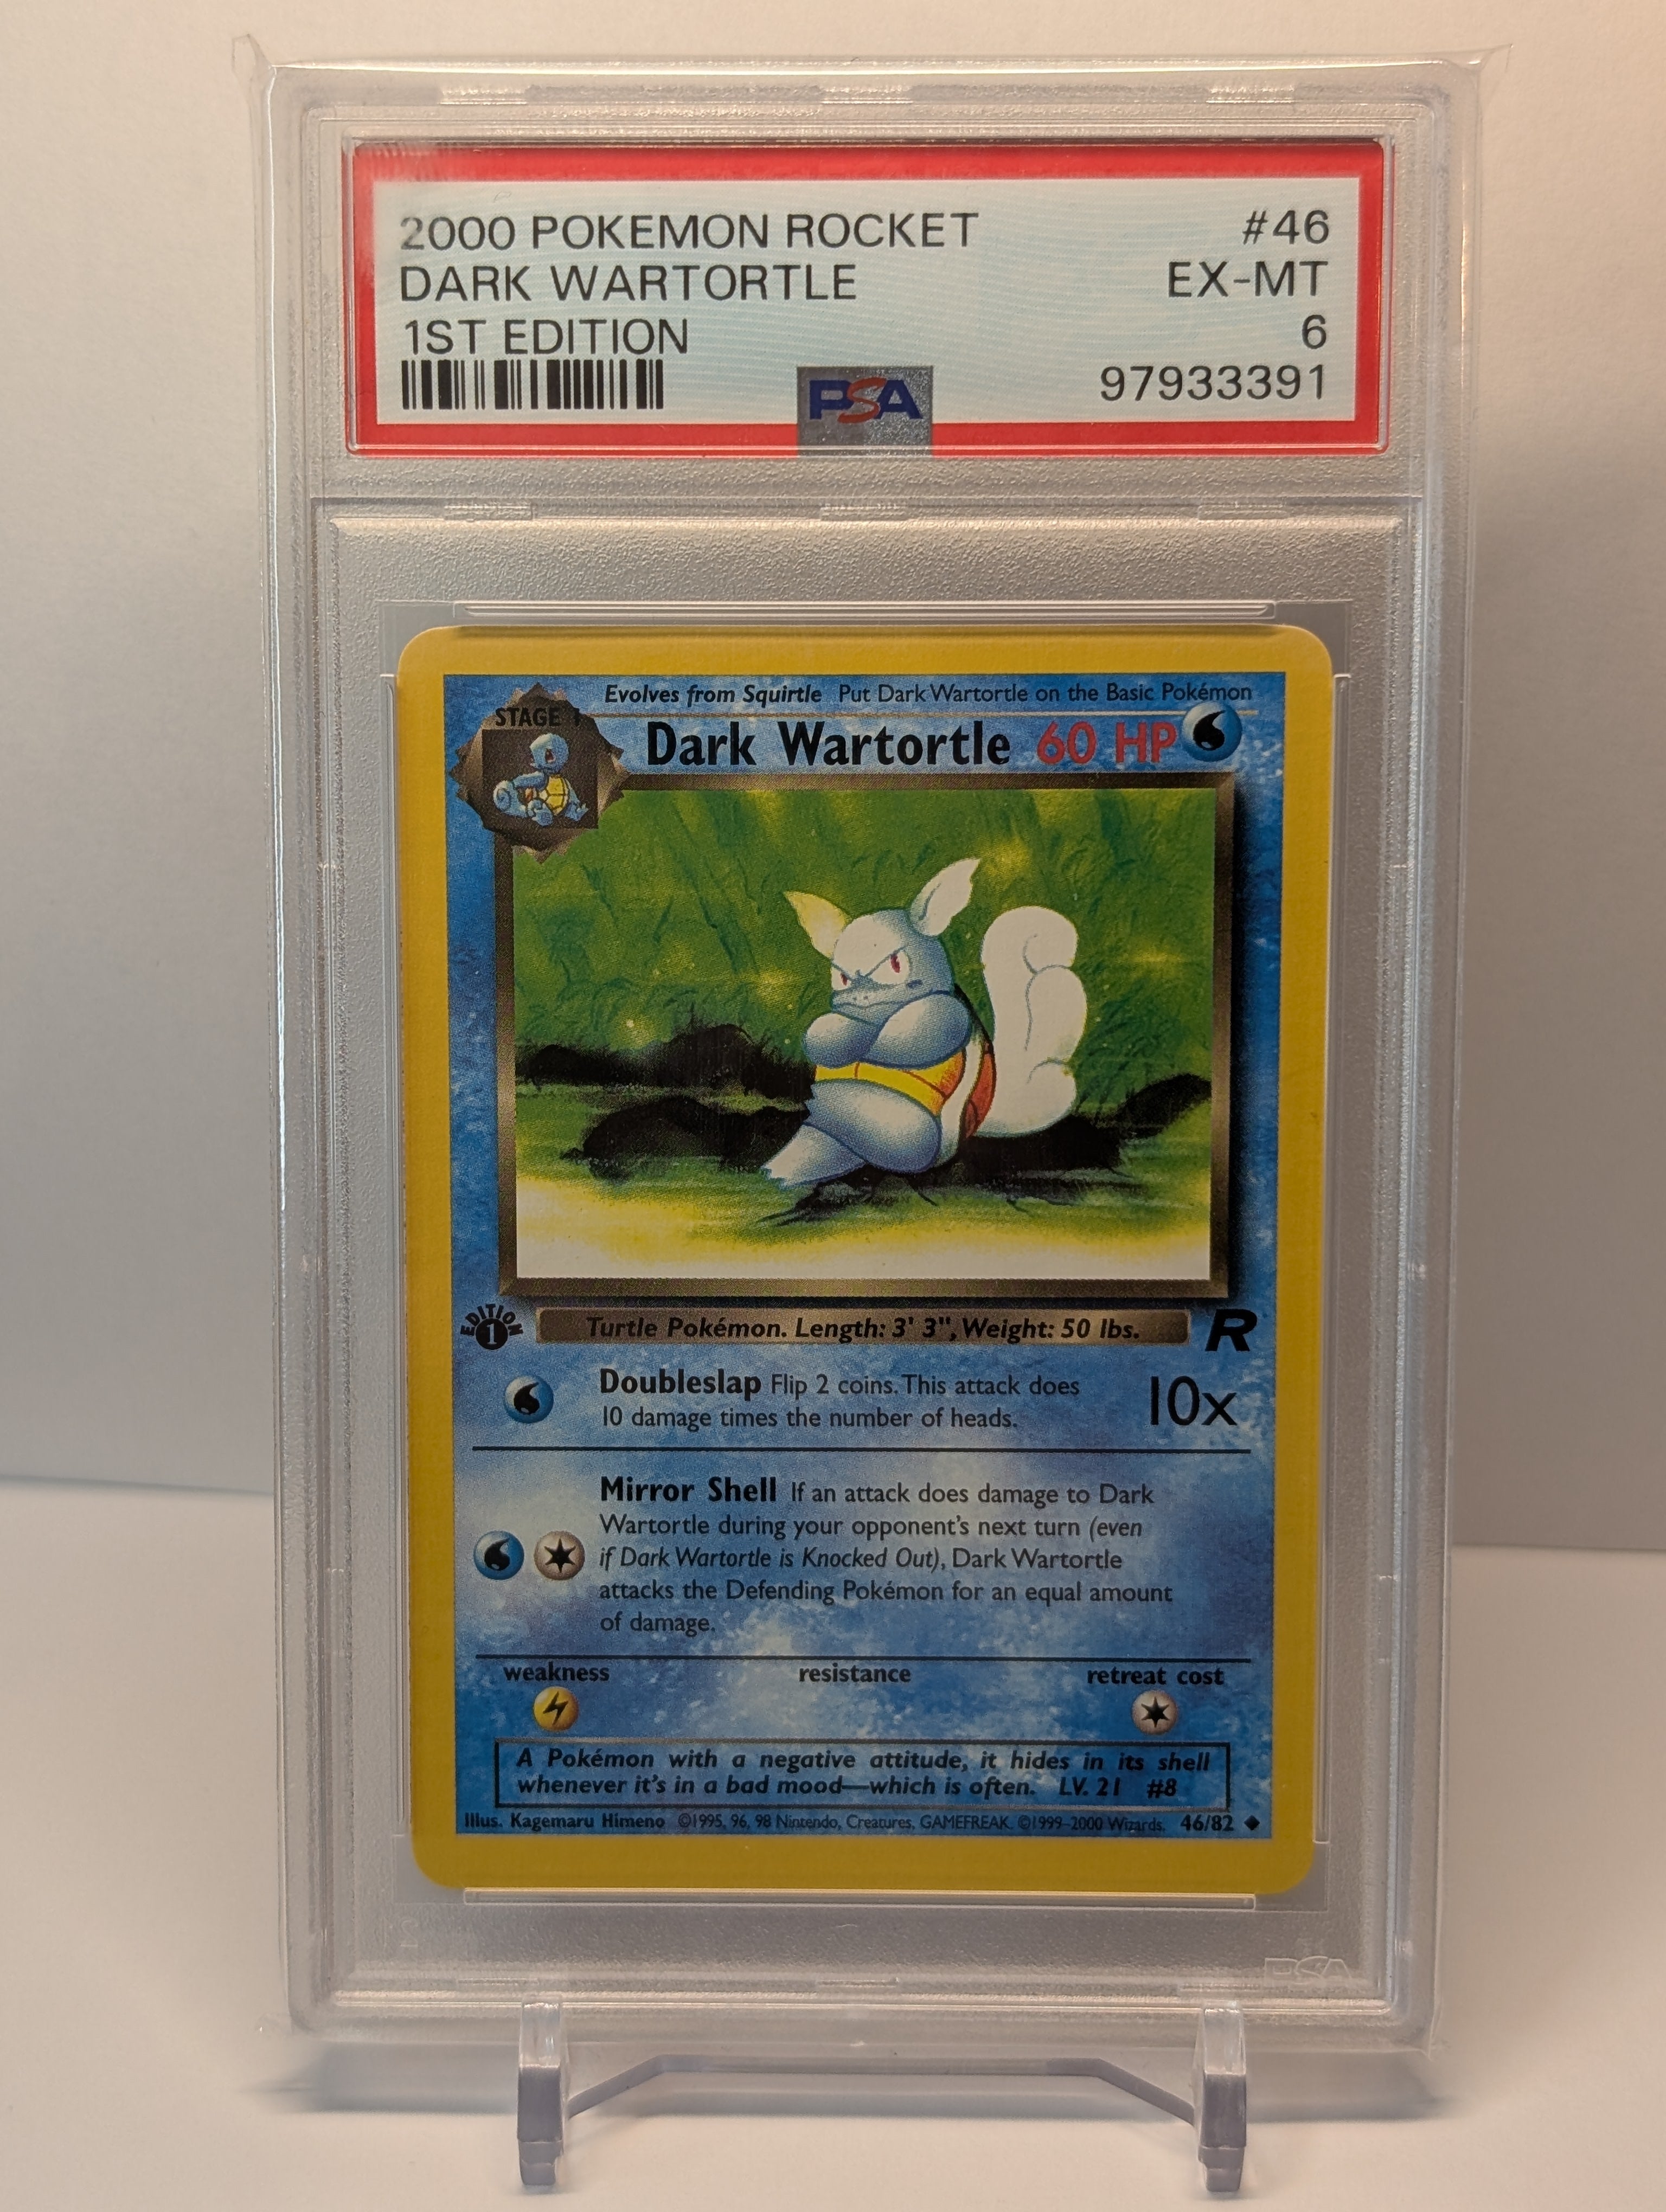 2000 POKEMON ROCKET #46
DARK WARTORTLE EX-MT
1ST EDITION 6
PSA 97933391
Evolves from Squirtle Put Dark Wartortle on the Basic Pokémon
STAGE 1
Dark Wartortle 60 HP
EDITION
1
Turtle Pokémon. Length: 3' 3", Weight: 50 lbs.
R
Doubleslap Flip 2 coins. This attack does
10 damage times the number of heads.
10x
Mirror Shell If an attack does damage to Dark
Wartortle during your opponent's next turn (even
if Dark Wartortle is Knocked Out), Dark Wartortle
attacks the Defending Pokémon for an equal amount
of damage.
weakness resistance retreat cost
A Pokémon with a negative attitude, it hides in its shell
whenever it's in a bad mood—which is often. LV. 21 #8
Illus. Kagemaru Himeno ©1995, 96, 98 Nintendo, Creatures, GAMEFREAK. ©1999-2000 Wizards. 46/82
PSA